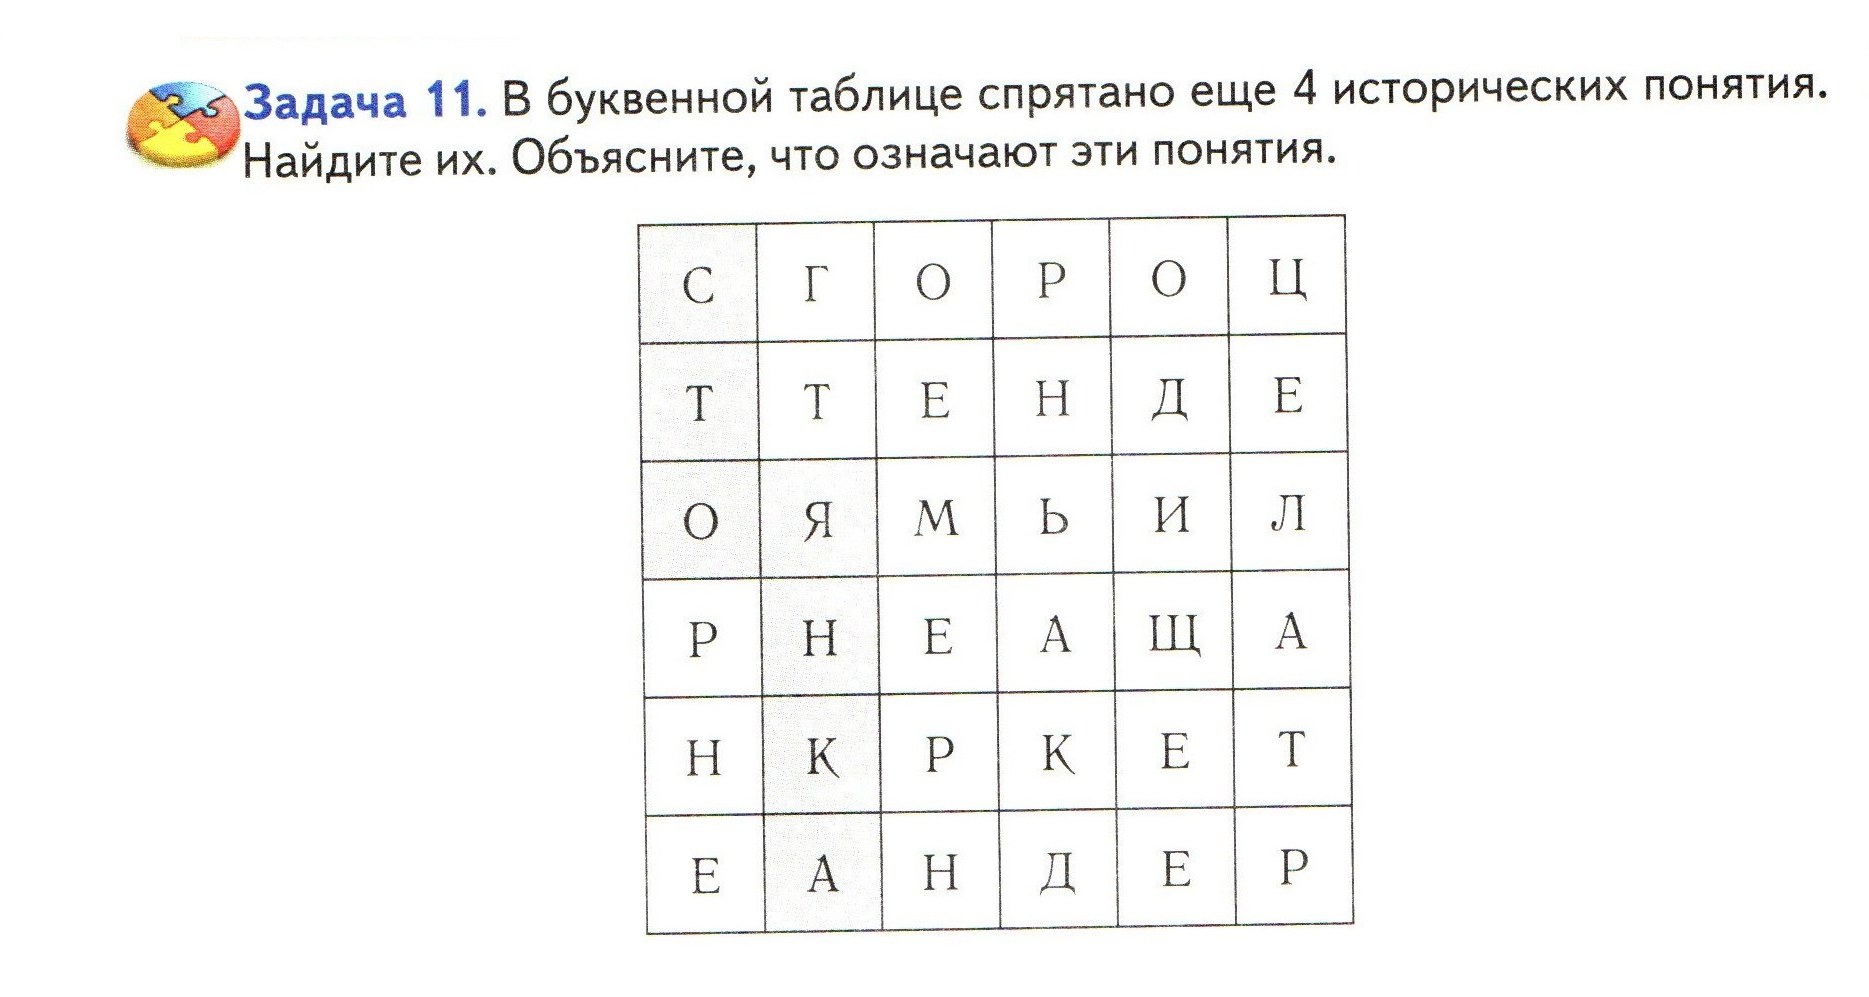 Задача 11. В буквенной таблице спрятано еще 4 исторических понятия.
Найдите их. Объясните, что означают эти понятия.
С Г О Р О Ц
Т Т Е Н Д Е
О Я М Ь И Л
Р Н Е А Щ А
Н К Р К Е Т
Е А Н Д Е Р